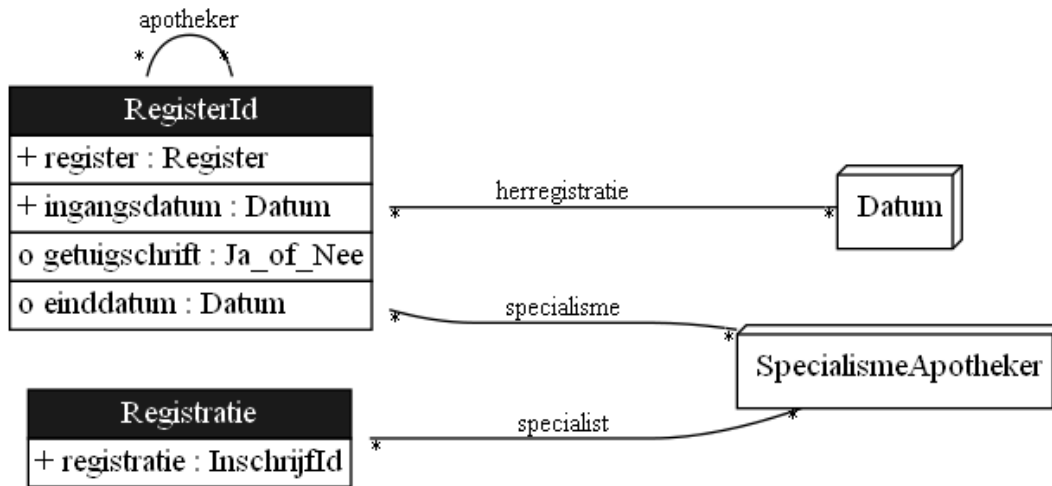 apotheker
* *
RegisterId
+ register : Register
+ ingangsdatum : Datum
o getuigschrift : Ja_of_Nee
o einddatum : Datum
* herregistratie *
Datum
* specialisme *
SpecialismeApotheker
Registratie
+ registratie : InschrijfId
* specialist *